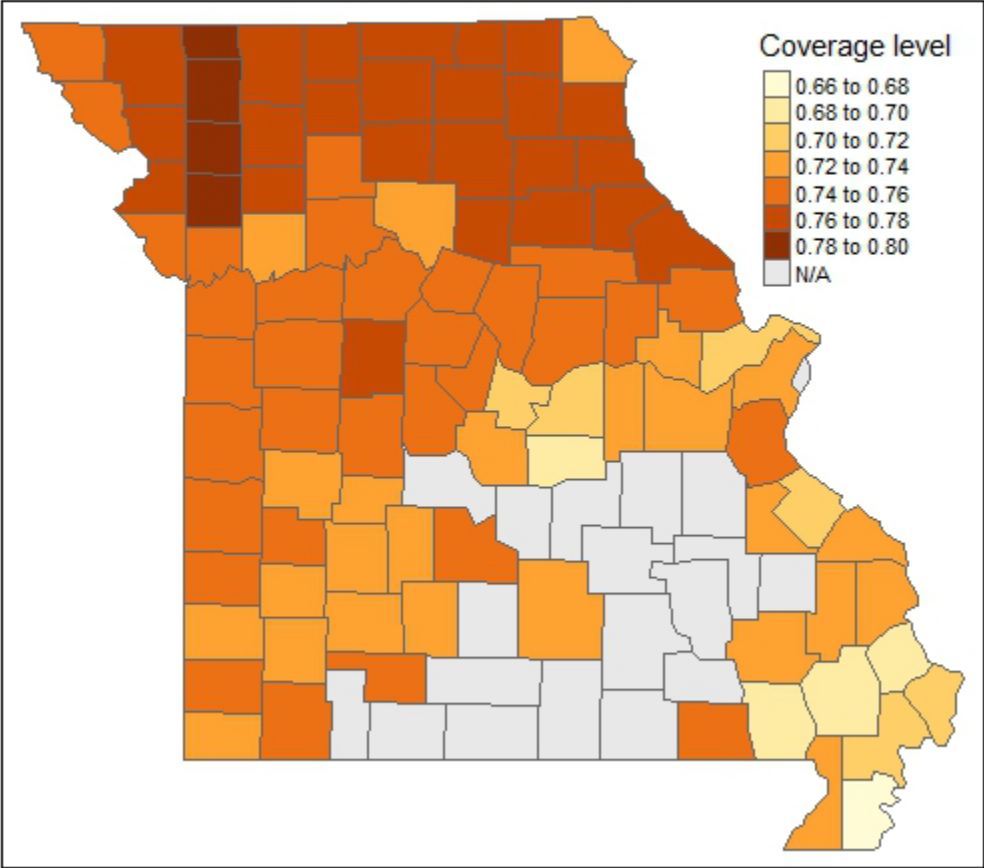 Coverage level
0.66 to 0.68
0.68 to 0.70
0.70 to 0.72
0.72 to 0.74
0.74 to 0.76
0.76 to 0.78
0.78 to 0.80
N/A